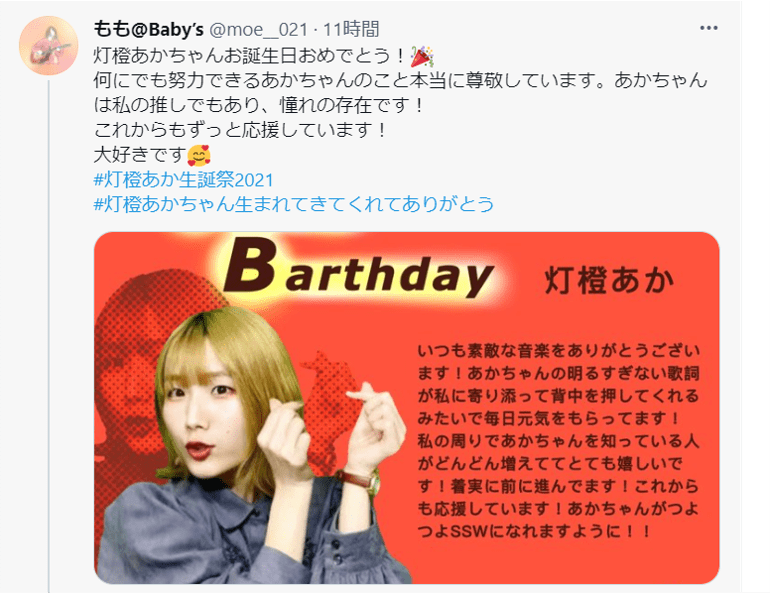 もも@Baby's @moe__021 · 11時間
灯橙あかちゃんお誕生日おめでとう！🎉
何にでも努力できるあかちゃんのこと本当に尊敬しています。あかちゃん
は私の推しでもあり、憧れの存在です！
これからもずっと応援しています！
大好きです🥰
#灯橙あか生誕祭2021
#灯橙あかちゃん生まれてきてくれてありがとう
Barthday 灯橙あか
いつも素敵な音楽をありがとうござい
ます！あかちゃんの明るすぎない歌詞
が私に寄り添って背中を押してくれる
みたいで毎日元気をもらってます！
私の周りであかちゃんを知っている人
がどんどん増えててとても嬉しいで
す！着実に前に進んでます！これから
も応援しています！あかちゃんがつよ
つよSSWになれますように！！